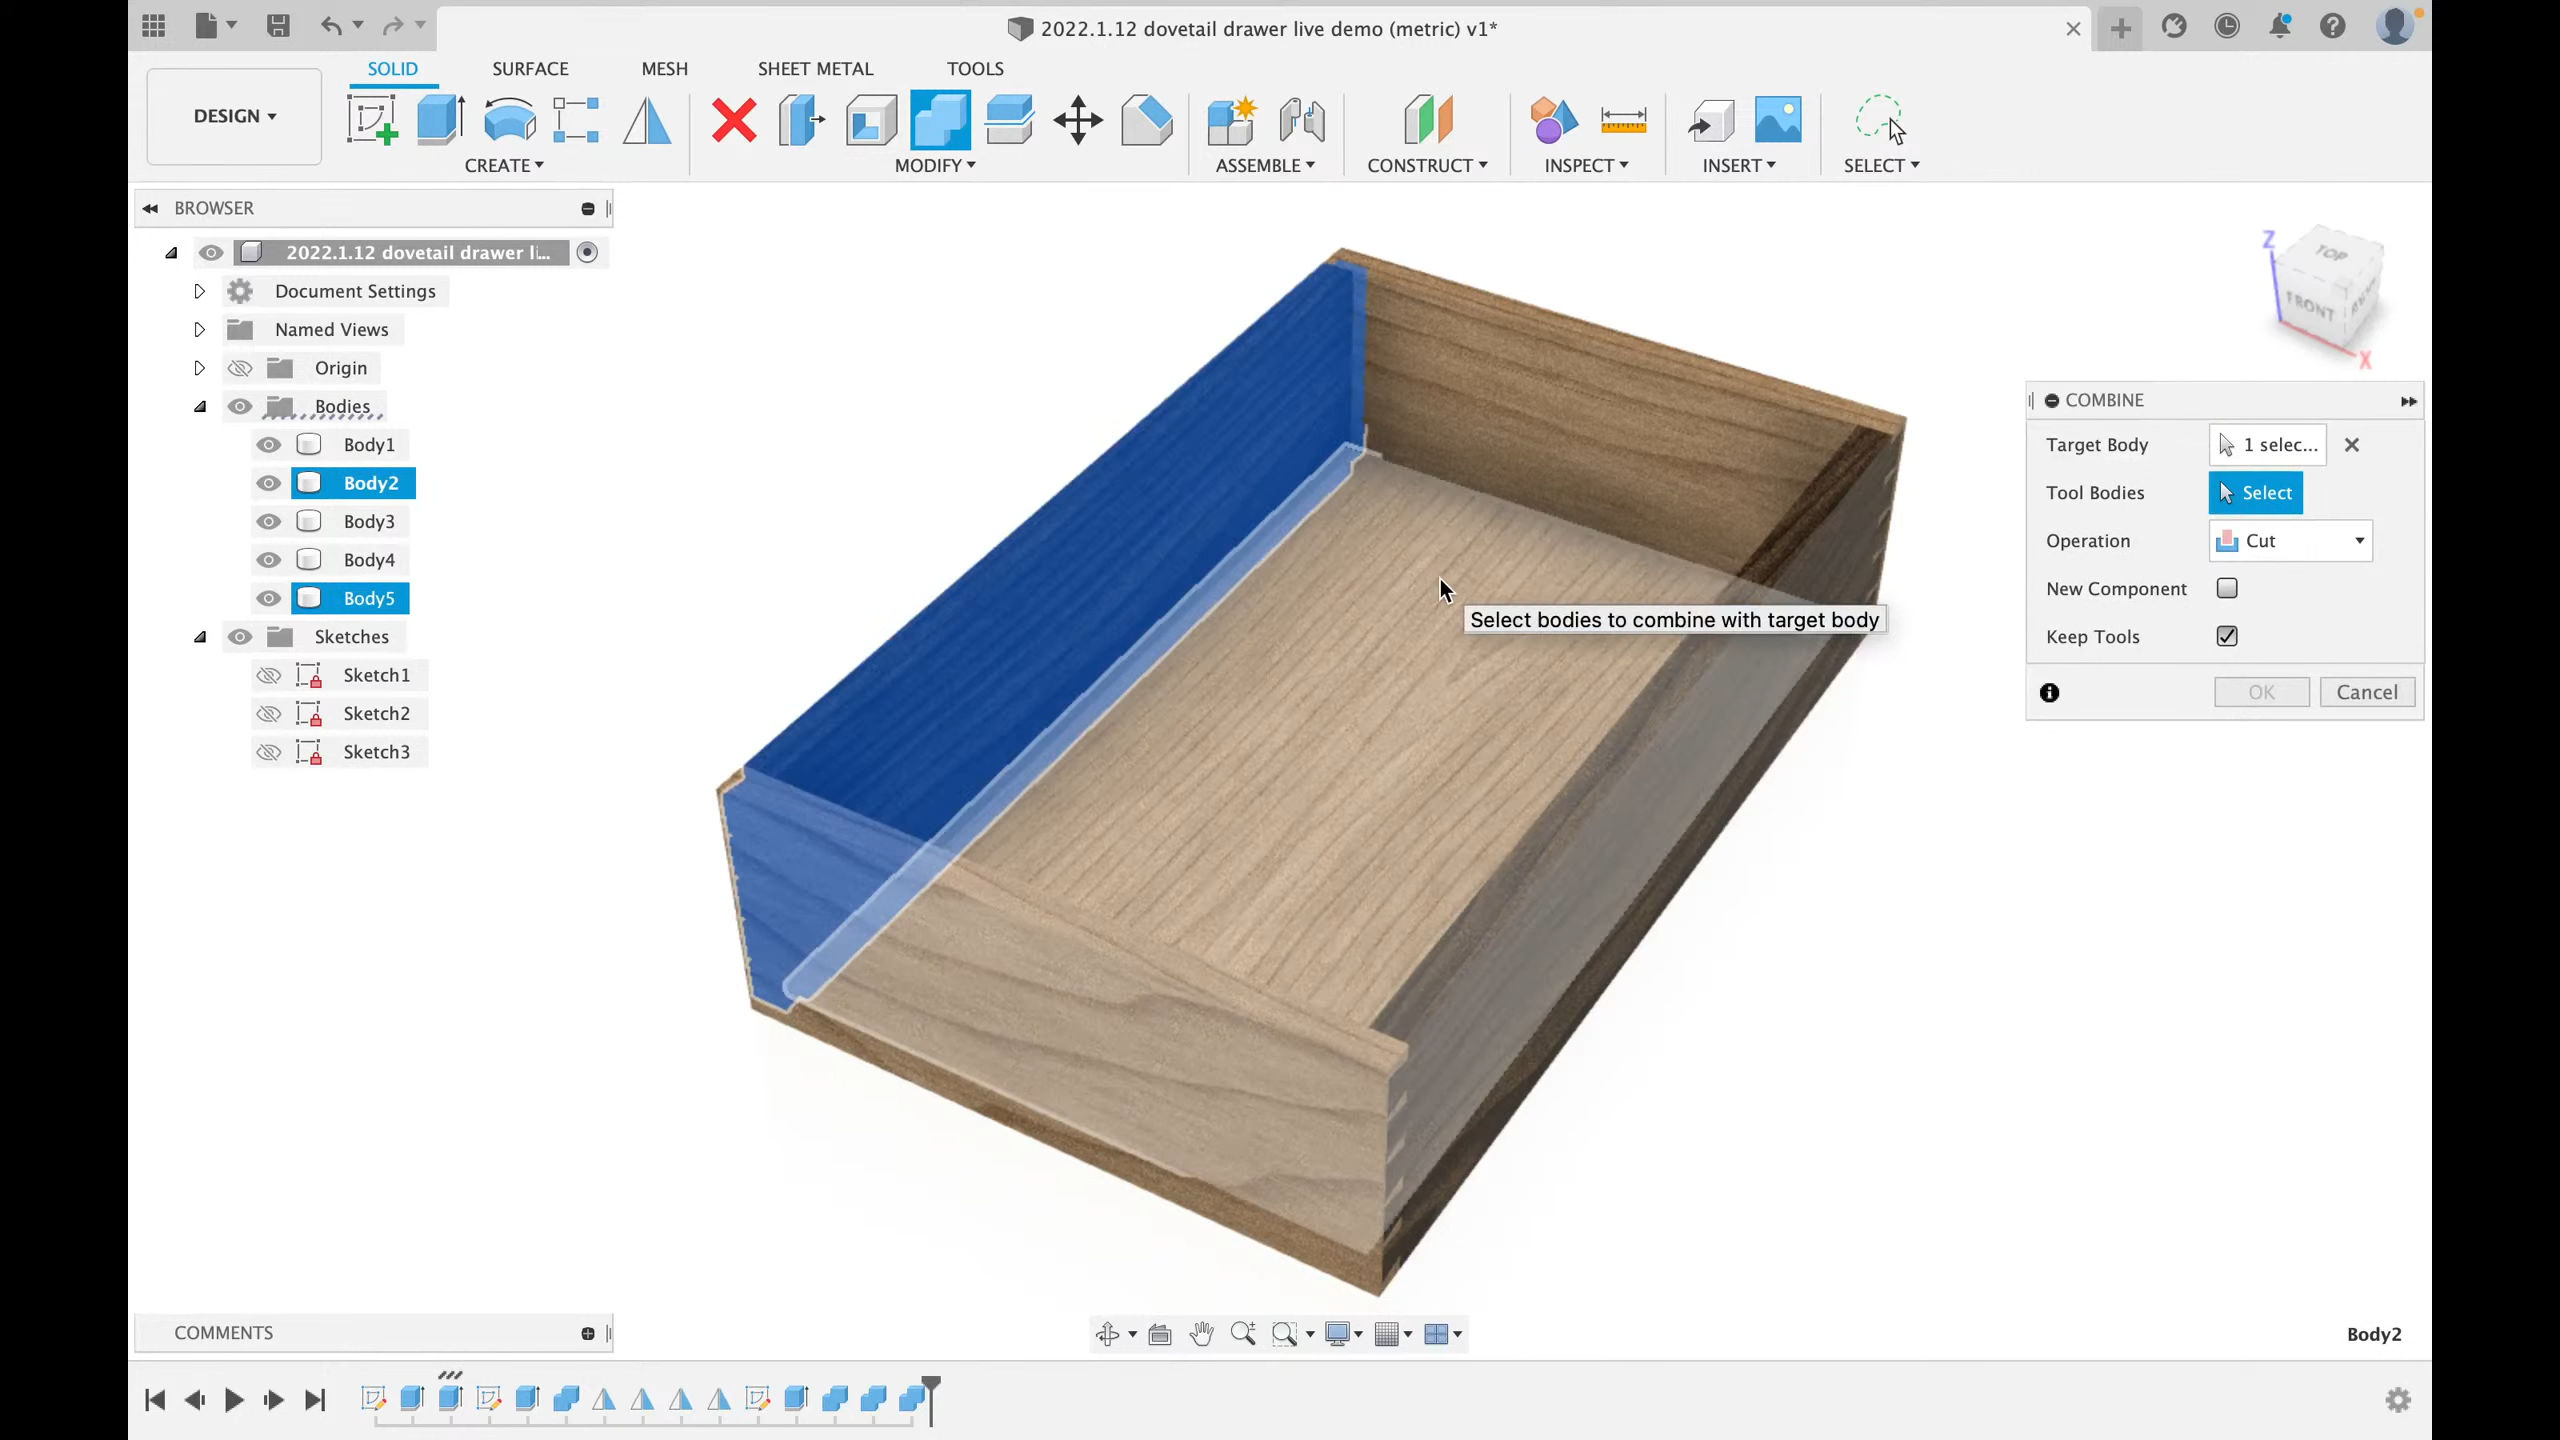 2022.1.12 dovetail drawer live demo (metric) v1*
SOLID
SURFACE
MESH
SHEET METAL
TOOLS
DESIGN
CREATE
MODIFY
ASSEMBLE
CONSTRUCT
INSPECT
INSERT
SELECT
BROWSER
2022.1.12 dovetail drawer li...
Document Settings
Named Views
Origin
Bodies
Body1
Body2
Body3
Body4
Body5
Sketches
Sketch1
Sketch2
Sketch3
Z
TOP
FRONT
X
COMBINE
Target Body
1 selec...
Tool Bodies
Select
Operation
Cut
New Component
Keep Tools
OK
Cancel
Select bodies to combine with target body
COMMENTS
Body2